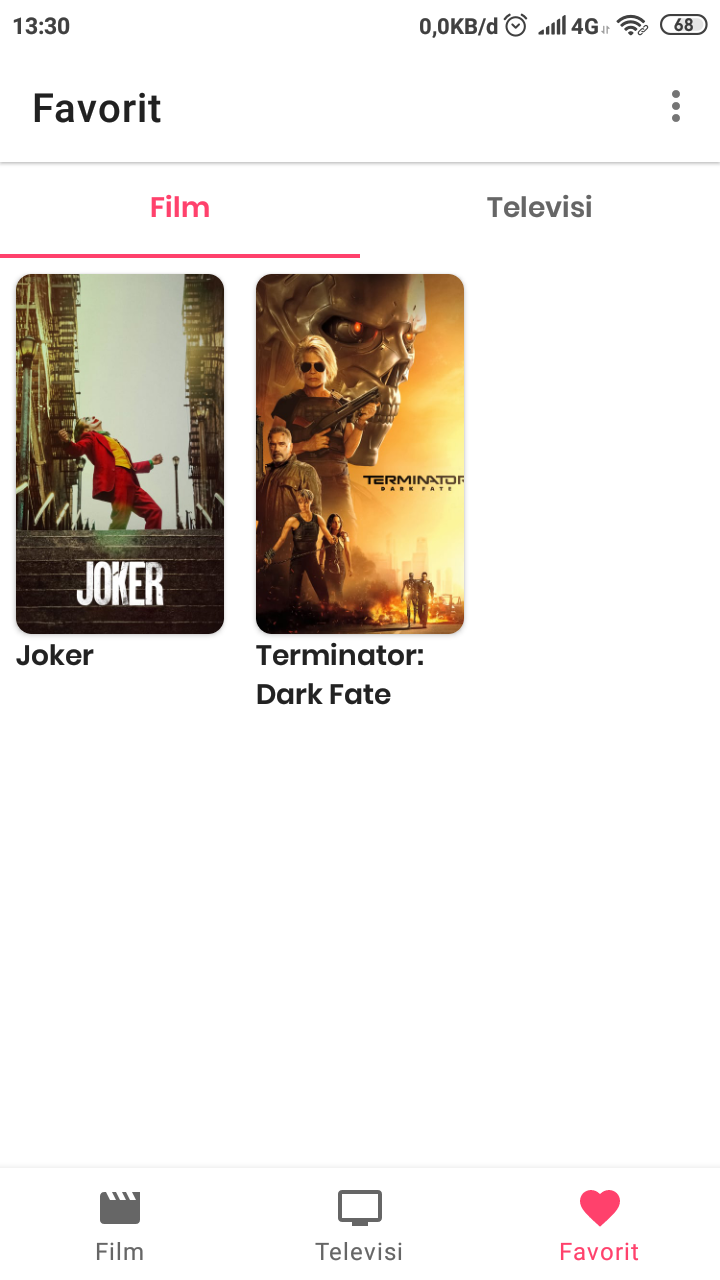 13:30 0,0KB/d 4G 68
Favorit
Film Televisi
TERMINATOR
DARK FATE
JOKER
Joker Terminator:
Dark Fate
Film Televisi Favorit